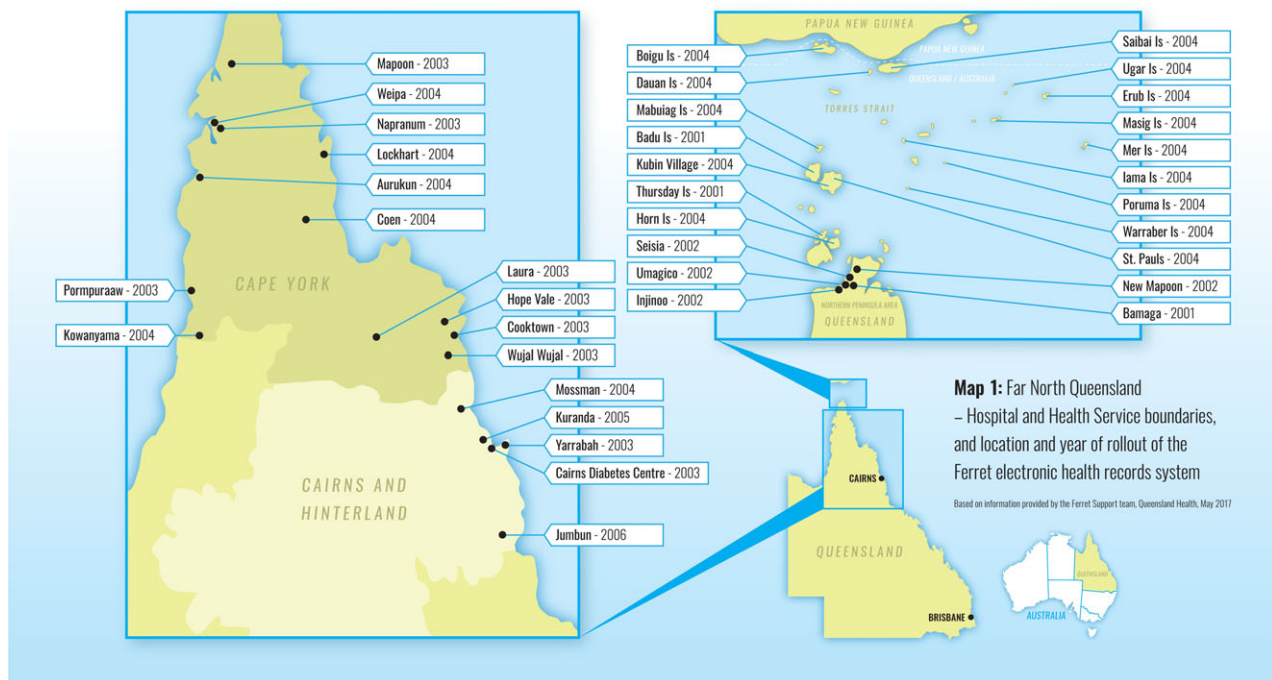 Mapoon - 2003
Weipa - 2004
Napranum - 2003
Lockhart - 2004
Aurukun - 2004
Coen - 2004
CAPE YORK
Pormpuraaw - 2003
Kowanyama - 2004
Laura - 2003
Hope Vale - 2003
Cooktown - 2003
Wujal Wujal - 2003
Mossman - 2004
Kuranda - 2005
Yarrabah - 2003
Cairns Diabetes Centre - 2003
CAIRNS AND
HINTERLAND
Jumbun - 2006
PAPUA NEW GUINEA
PAPUA NEW GUINEA
QUEENSLAND / AUSTRALIA
TORRES STRAIT
Boigu Is - 2004
Dauan Is - 2004
Mabuiag Is - 2004
Badu Is - 2001
Kubin Village - 2004
Thursday Is - 2001
Horn Is - 2004
Seisia - 2002
Umagico - 2002
Injinoo - 2002
NORTHERN PENINSULA AREA
QUEENSLAND
Saibai Is - 2004
Ugar Is - 2004
Erub Is - 2004
Masig Is - 2004
Mer Is - 2004
Iama Is - 2004
Poruma Is - 2004
Warraber Is - 2004
St. Pauls - 2004
New Mapoon - 2002
Bamaga - 2001
Map 1: Far North Queensland
– Hospital and Health Service boundaries,
and location and year of rollout of the
Ferret electronic health records system
Based on information provided by the Ferret Support team, Queensland Health, May 2017
CAIRNS
QUEENSLAND
BRISBANE
QUEENSLAND
AUSTRALIA